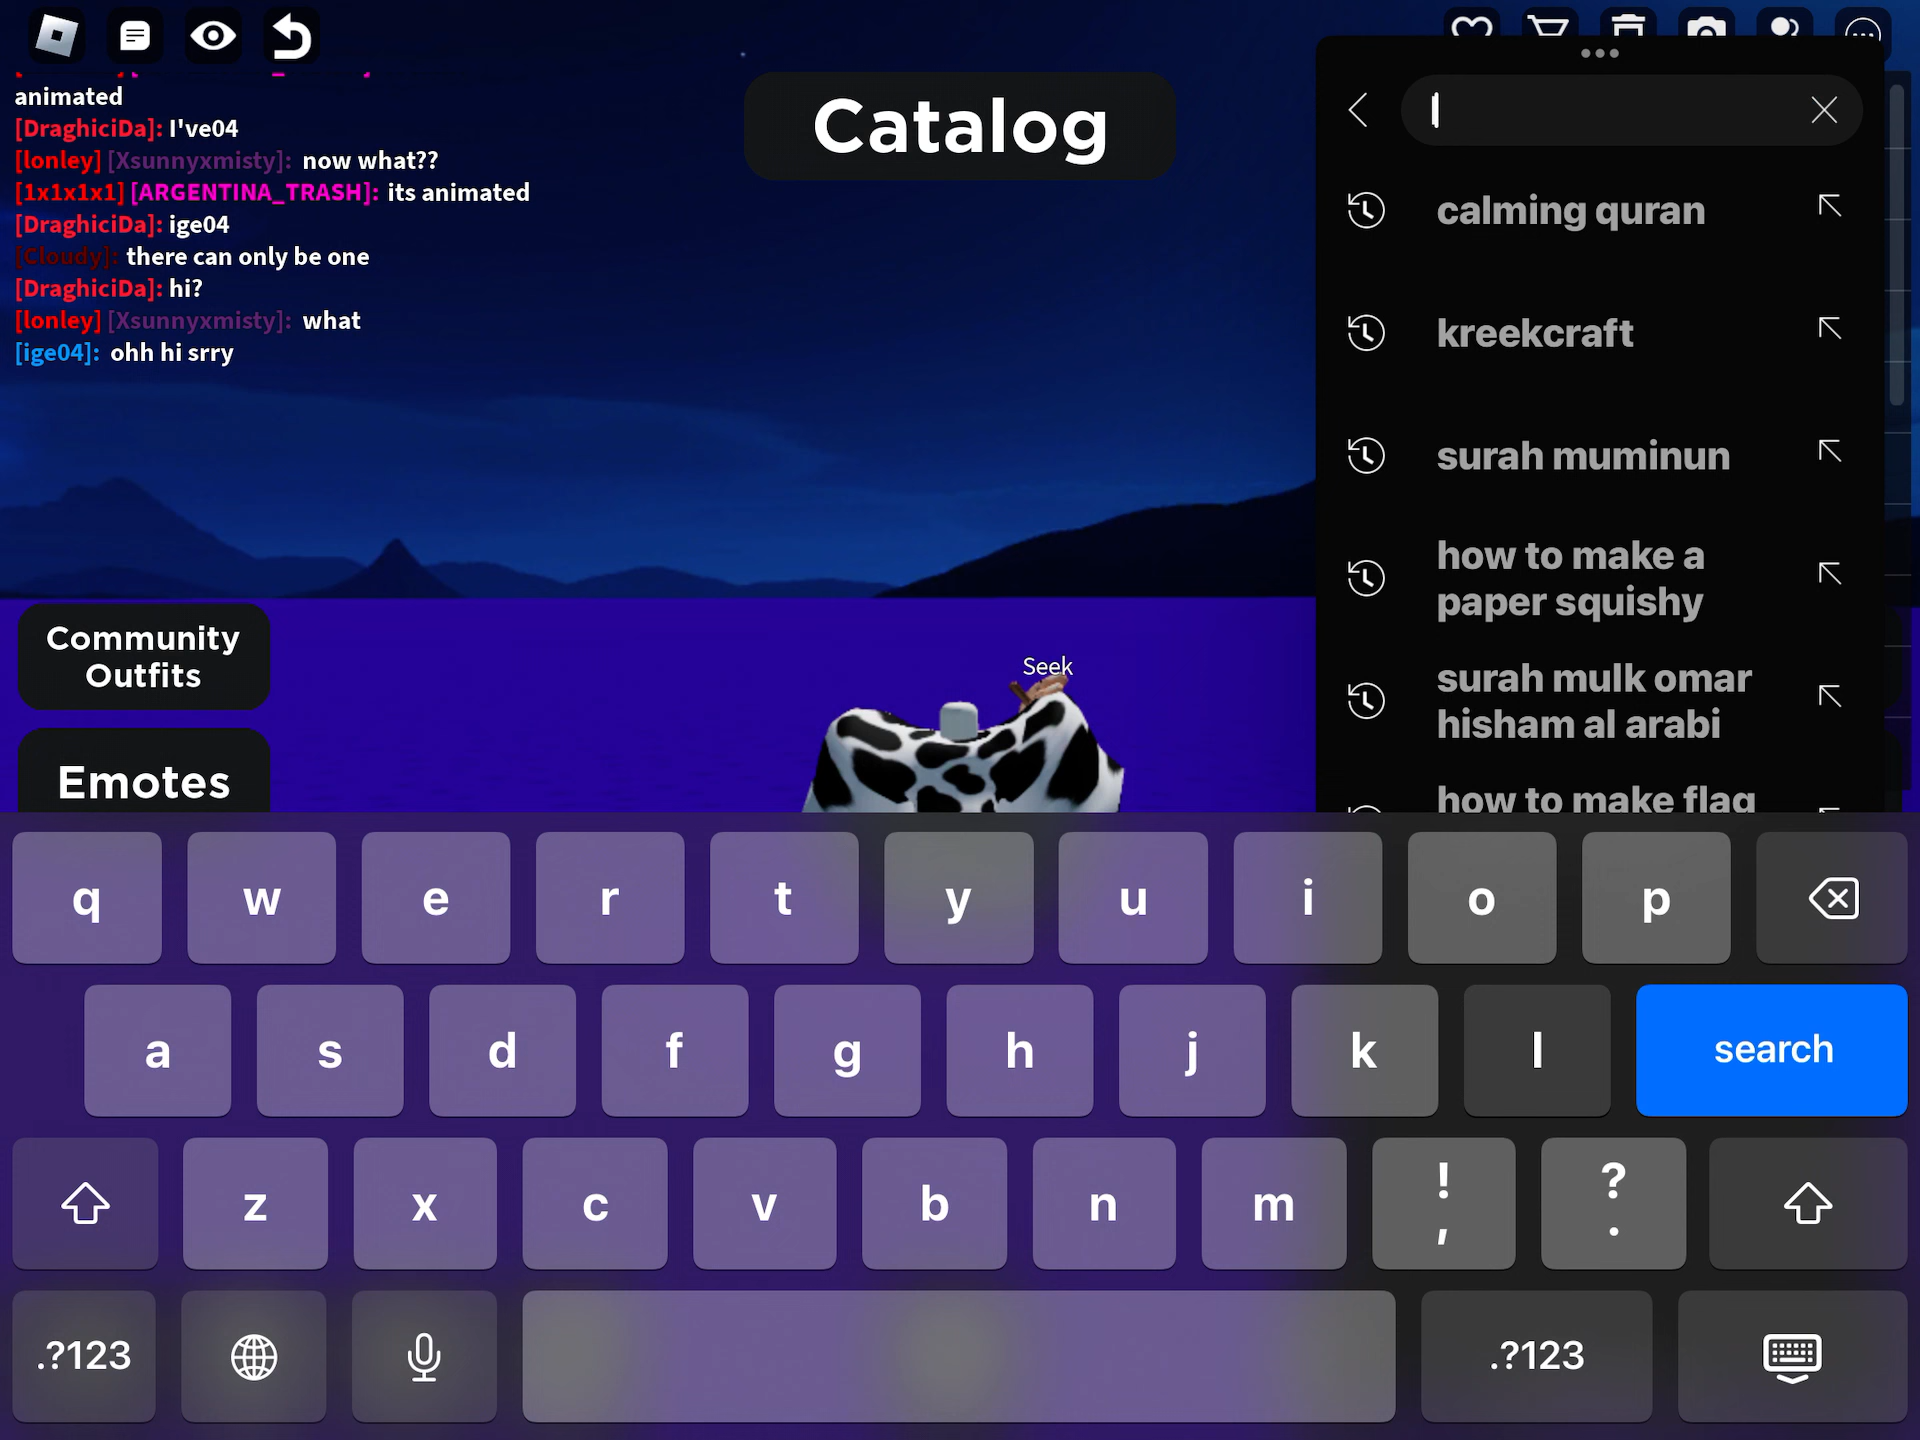 animated
[DraghiciDa]: I've04
[lonley] [Xsunnyxmisty]: now what??
[1x1x1x1] [ARGENTINA_TRASH]: its animated
[DraghiciDa]: ige04
[Cloudy]: there can only be one
[DraghiciDa]: hi?
[lonley] [Xsunnyxmisty]: what
[ige04]: ohh hi srry
Catalog
calming quran
kreekcraft
surah muminun
how to make a
paper squishy
surah mulk omar
hisham al arabi
how to make flag
Community
Outfits
Emotes
Seek
q w e r t y u i o p
a s d f g h j k l search
z x c v b n m ! , ? .
.?123 .?123